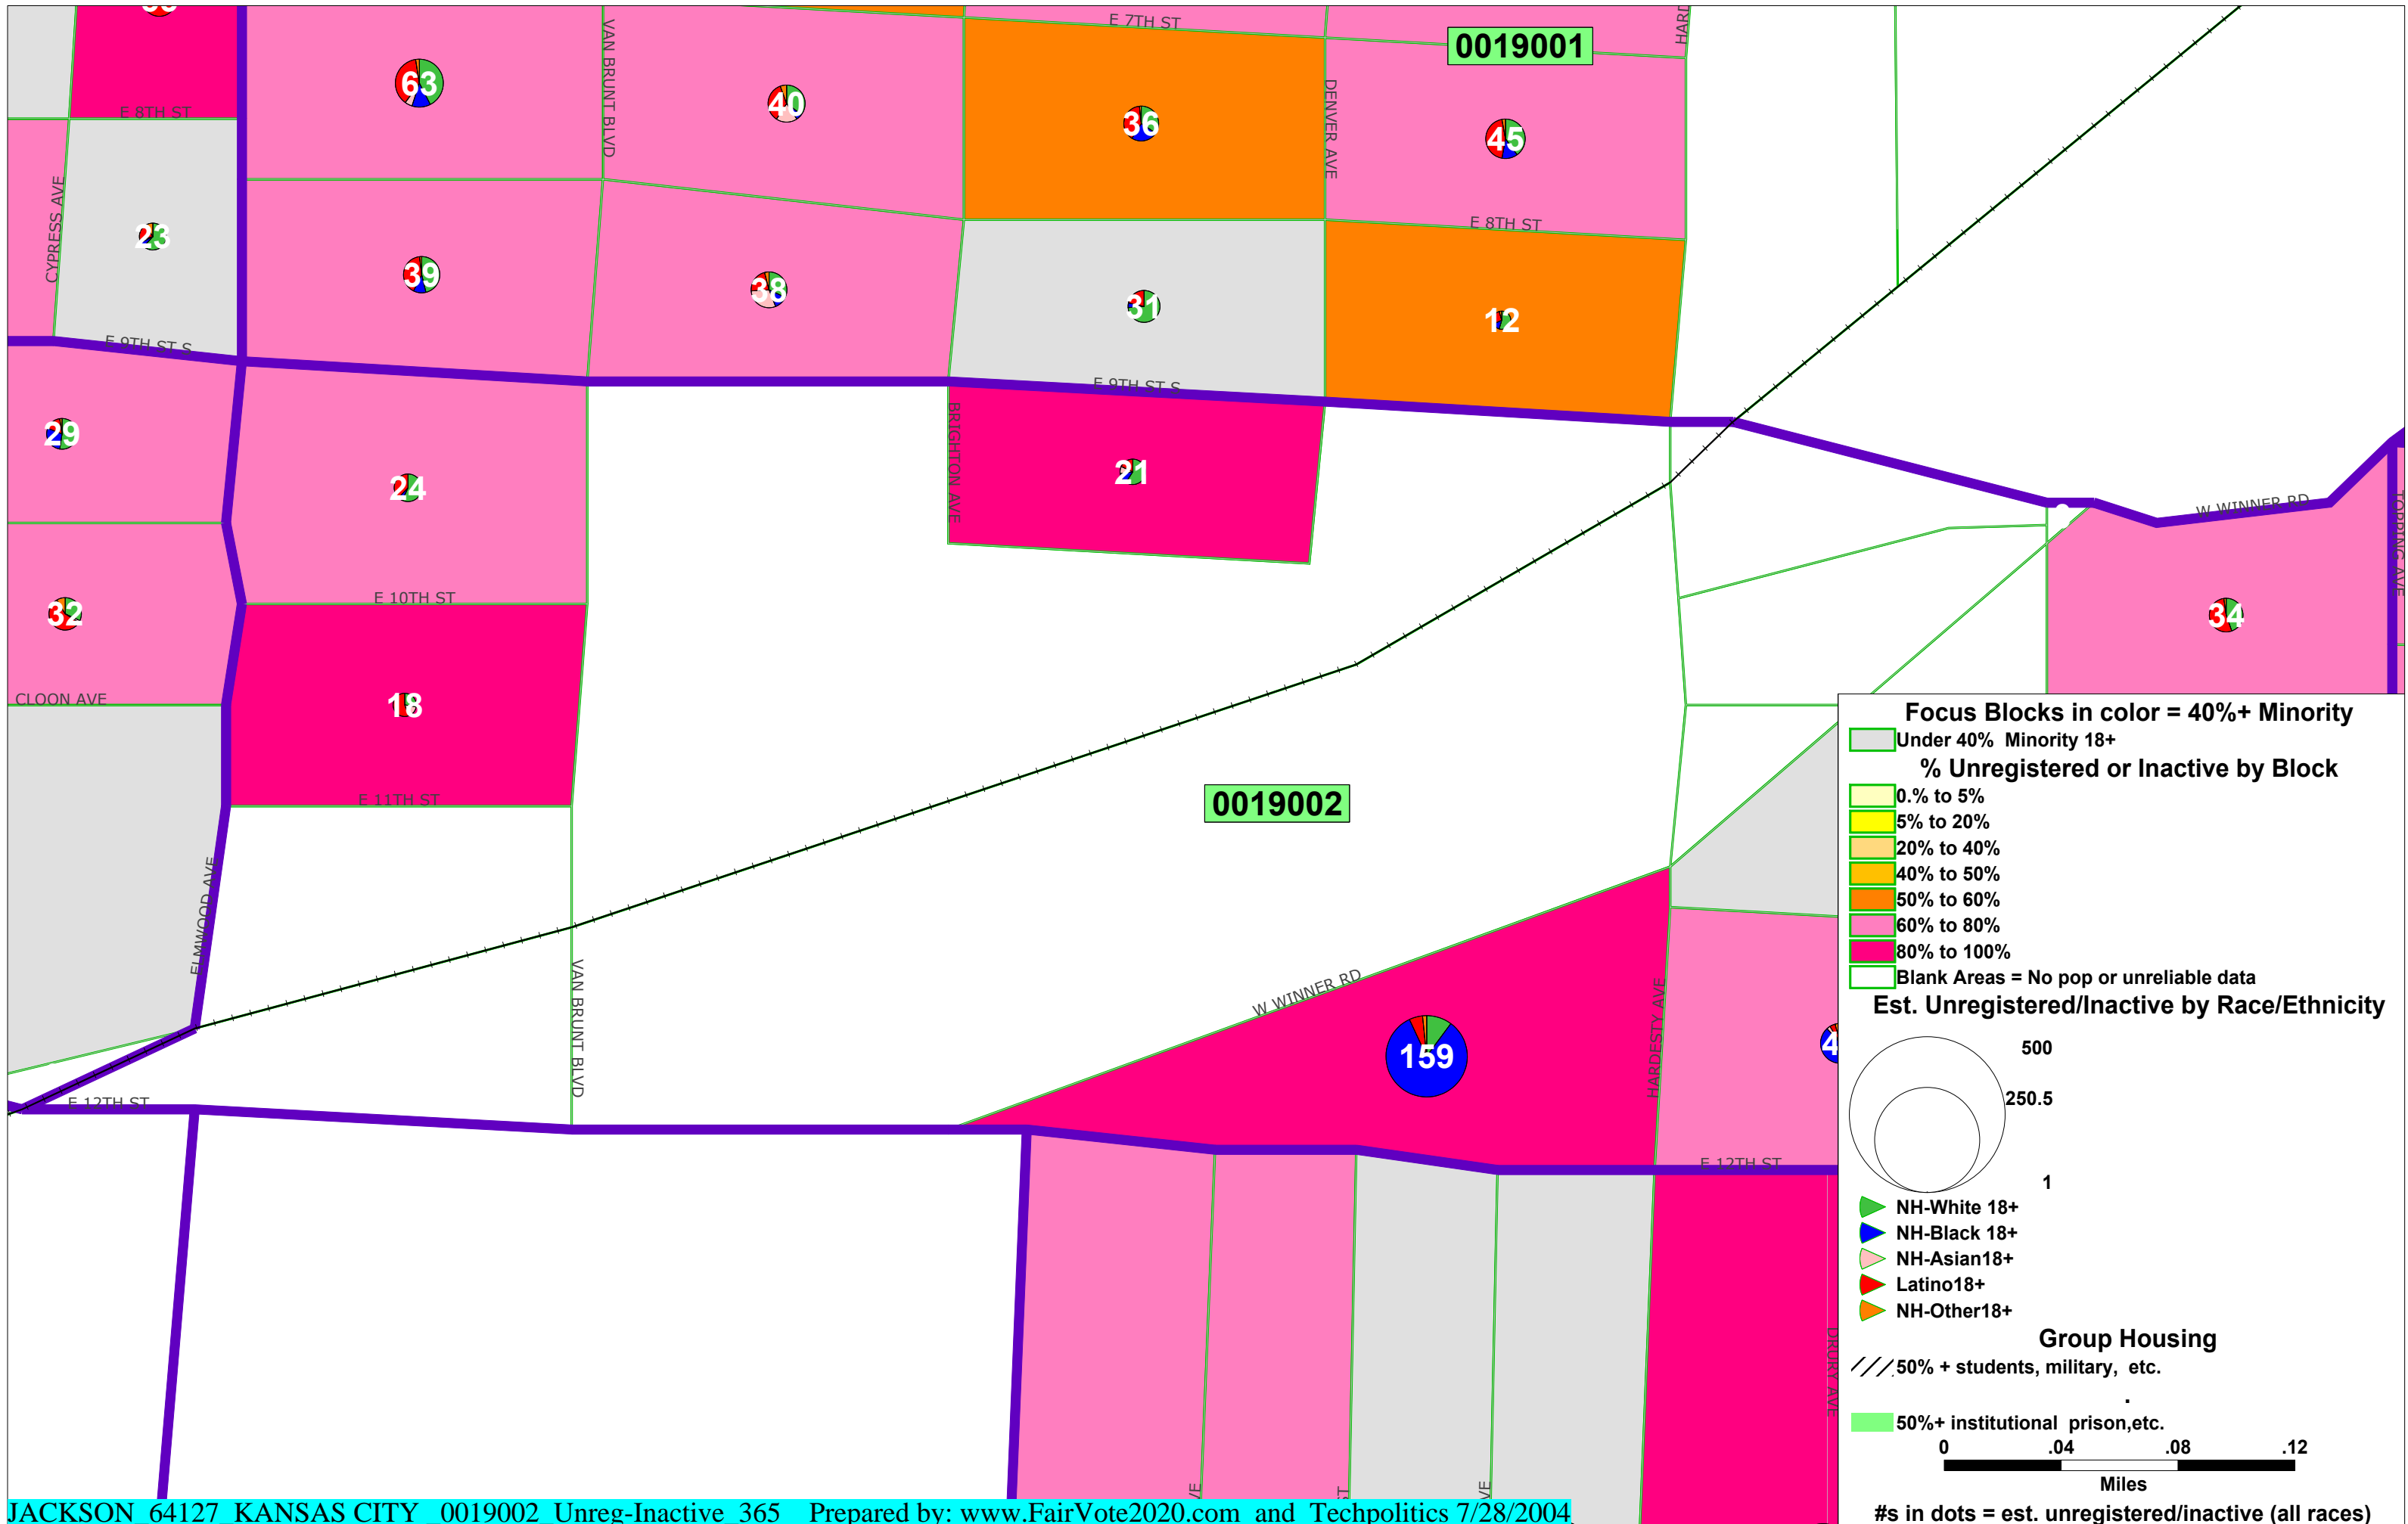 E 7TH ST
0019001
VAN BRUNT BLVD
DENVER AVE
HARD
63
40
36
45
E 8TH ST
CYPRESS AVE
23
E 8TH ST
39
38
31
12
E 9TH ST S
E 9TH ST S
29
24
BRIGHTON AVE
21
W WINNER RD
E 10TH ST
32
34
CLOON AVE
18
E 11TH ST
0019002
ELMWOOD AVE
VAN BRUNT BLVD
W WINNER RD
HARDESTY AVE
159
4
E 12TH ST
E 12TH ST
DRURY AVE
VE
ST
VE
Focus Blocks in color = 40%+ Minority
Under 40% Minority 18+
% Unregistered or Inactive by Block
0.% to 5%
5% to 20%
20% to 40%
40% to 50%
50% to 60%
60% to 80%
80% to 100%
Blank Areas = No pop or unreliable data
Est. Unregistered/Inactive by Race/Ethnicity
500
250.5
1
NH-White 18+
NH-Black 18+
NH-Asian18+
Latino18+
NH-Other18+
Group Housing
50% + students, military, etc.
.
50%+ institutional prison,etc.
0 .04 .08 .12
Miles
#s in dots = est. unregistered/inactive (all races)
JACKSON 64127 KANSAS CITY 0019002 Unreg-Inactive 365 Prepared by: www.FairVote2020.com and Techpolitics 7/28/2004